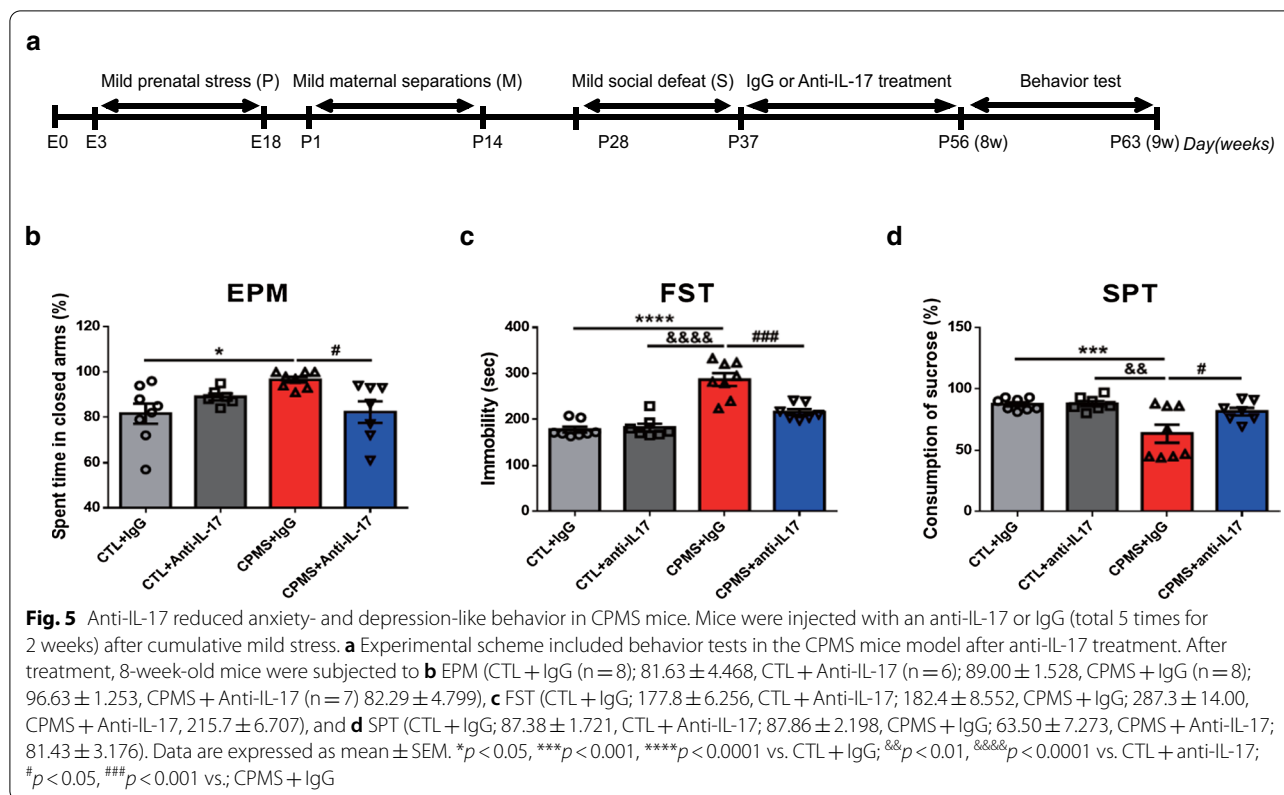 a
Mild prenatal stress (P) Mild maternal separations (M) Mild social defeat (S) IgG or Anti-IL-17 treatment Behavior test
E0 E3 E18 P1 P14 P28 P37 P56 (8w) P63 (9w) Day(weeks)
b
EPM
Spent time in closed arms (%)
120
100
80
60
40
*
#
CTL+IgG
CTL+Anti-IL-17
CPMS+IgG
CPMS+Anti-IL-17
c
FST
Immobility (sec)
400
300
200
100
0
****
&&&&
###
CTL+IgG
CTL+anti-IL17
CPMS+IgG
CPMS+anti-IL17
d
SPT
Consumption of sucrose (%)
150
100
50
0
***
&&
#
CTL+IgG
CTL+anti-IL17
CPMS+IgG
CPMS+anti-IL17
Fig. 5 Anti-IL-17 reduced anxiety- and depression-like behavior in CPMS mice. Mice were injected with an anti-IL-17 or IgG (total 5 times for
2 weeks) after cumulative mild stress. a Experimental scheme included behavior tests in the CPMS mice model after anti-IL-17 treatment. After
treatment, 8-week-old mice were subjected to b EPM (CTL + IgG (n = 8); 81.63 ± 4.468, CTL + Anti-IL-17 (n = 6); 89.00 ± 1.528, CPMS + IgG (n = 8);
96.63 ± 1.253, CPMS + Anti-IL-17 (n = 7) 82.29 ± 4.799), c FST (CTL + IgG; 177.8 ± 6.256, CTL + Anti-IL-17; 182.4 ± 8.552, CPMS + IgG; 287.3 ± 14.00,
CPMS + Anti-IL-17, 215.7 ± 6.707), and d SPT (CTL + IgG; 87.38 ± 1.721, CTL + Anti-IL-17; 87.86 ± 2.198, CPMS + IgG; 63.50 ± 7.273, CPMS + Anti-IL-17;
81.43 ± 3.176). Data are expressed as mean ± SEM. *p < 0.05, ***p < 0.001, ****p < 0.0001 vs. CTL + IgG; &&p < 0.01, &&&&p < 0.0001 vs. CTL + anti-IL-17;
#p < 0.05, ###p < 0.001 vs.; CPMS + IgG